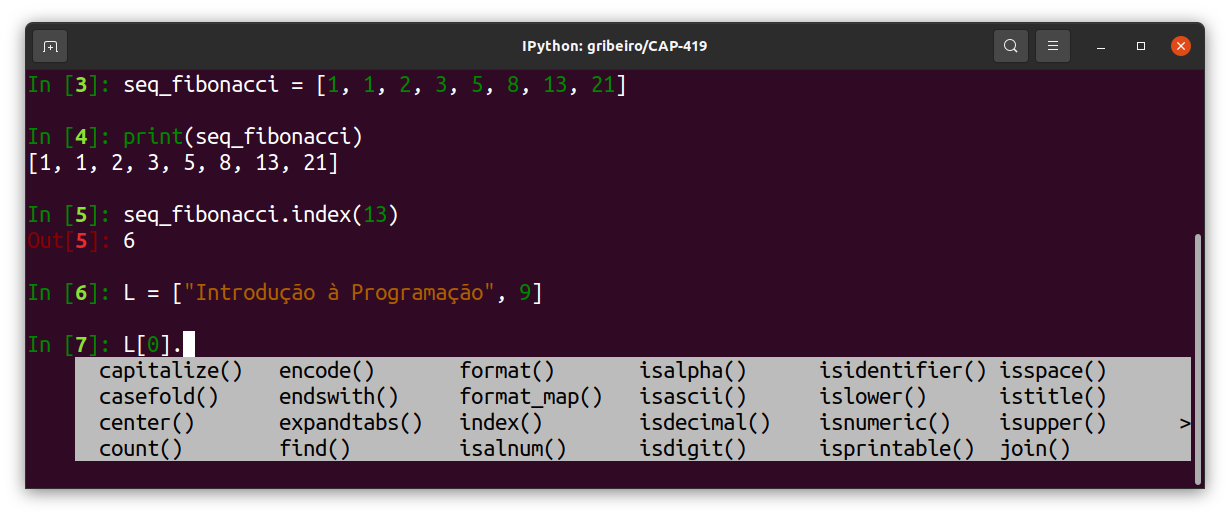 IPython: gribeiro/CAP-419
In [3]: seq_fibonacci = [1, 1, 2, 3, 5, 8, 13, 21]
In [4]: print(seq_fibonacci)
[1, 1, 2, 3, 5, 8, 13, 21]
In [5]: seq_fibonacci.index(13)
Out[5]: 6
In [6]: L = ["Introdução à Programação", 9]
In [7]: L[0].
capitalize() encode() format() isalpha() isidentifier() isspace()
casefold() endswith() format_map() isascii() islower() istitle()
center() expandtabs() index() isdecimal() isnumeric() isupper() >
count() find() isalnum() isdigit() isprintable() join()